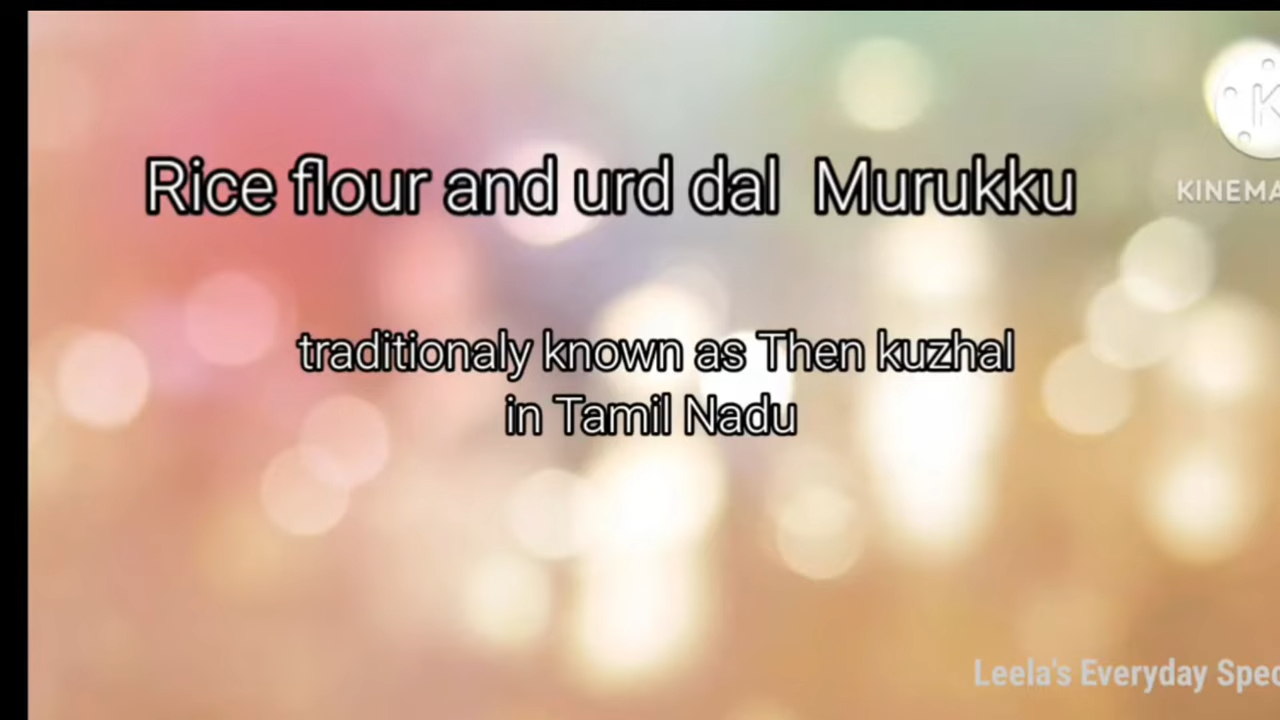 Rice flour and urd dal Murukku
traditionaly known as Then kuzhal
in Tamil Nadu
K
KINEMA
Leela's Everyday Spec